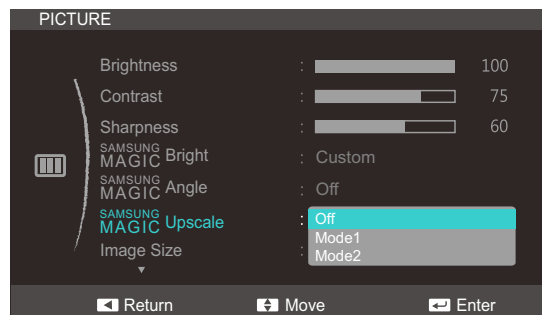 PICTURE
Brightness : 100
Contrast : 75
Sharpness : 60
SAMSUNG MAGIC Bright : Custom
SAMSUNG MAGIC Angle : Off
SAMSUNG MAGIC Upscale : Off
Mode1
Image Size : Mode2
Return Move Enter